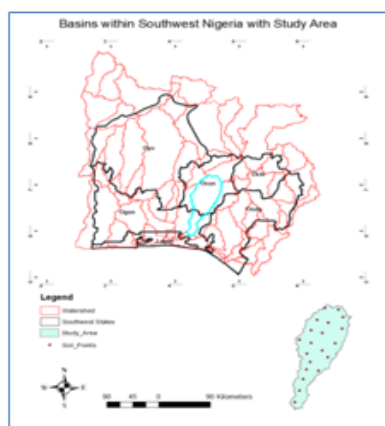 Basins within Southwest Nigeria with Study Area
Oyo
Osun
Ekiti
Ogun
Ondo
Lagos
Legend
Watershed
Southwest States
Study_Area
Soil_Points
N
W
E
S
90 45 0 90 Kilometers